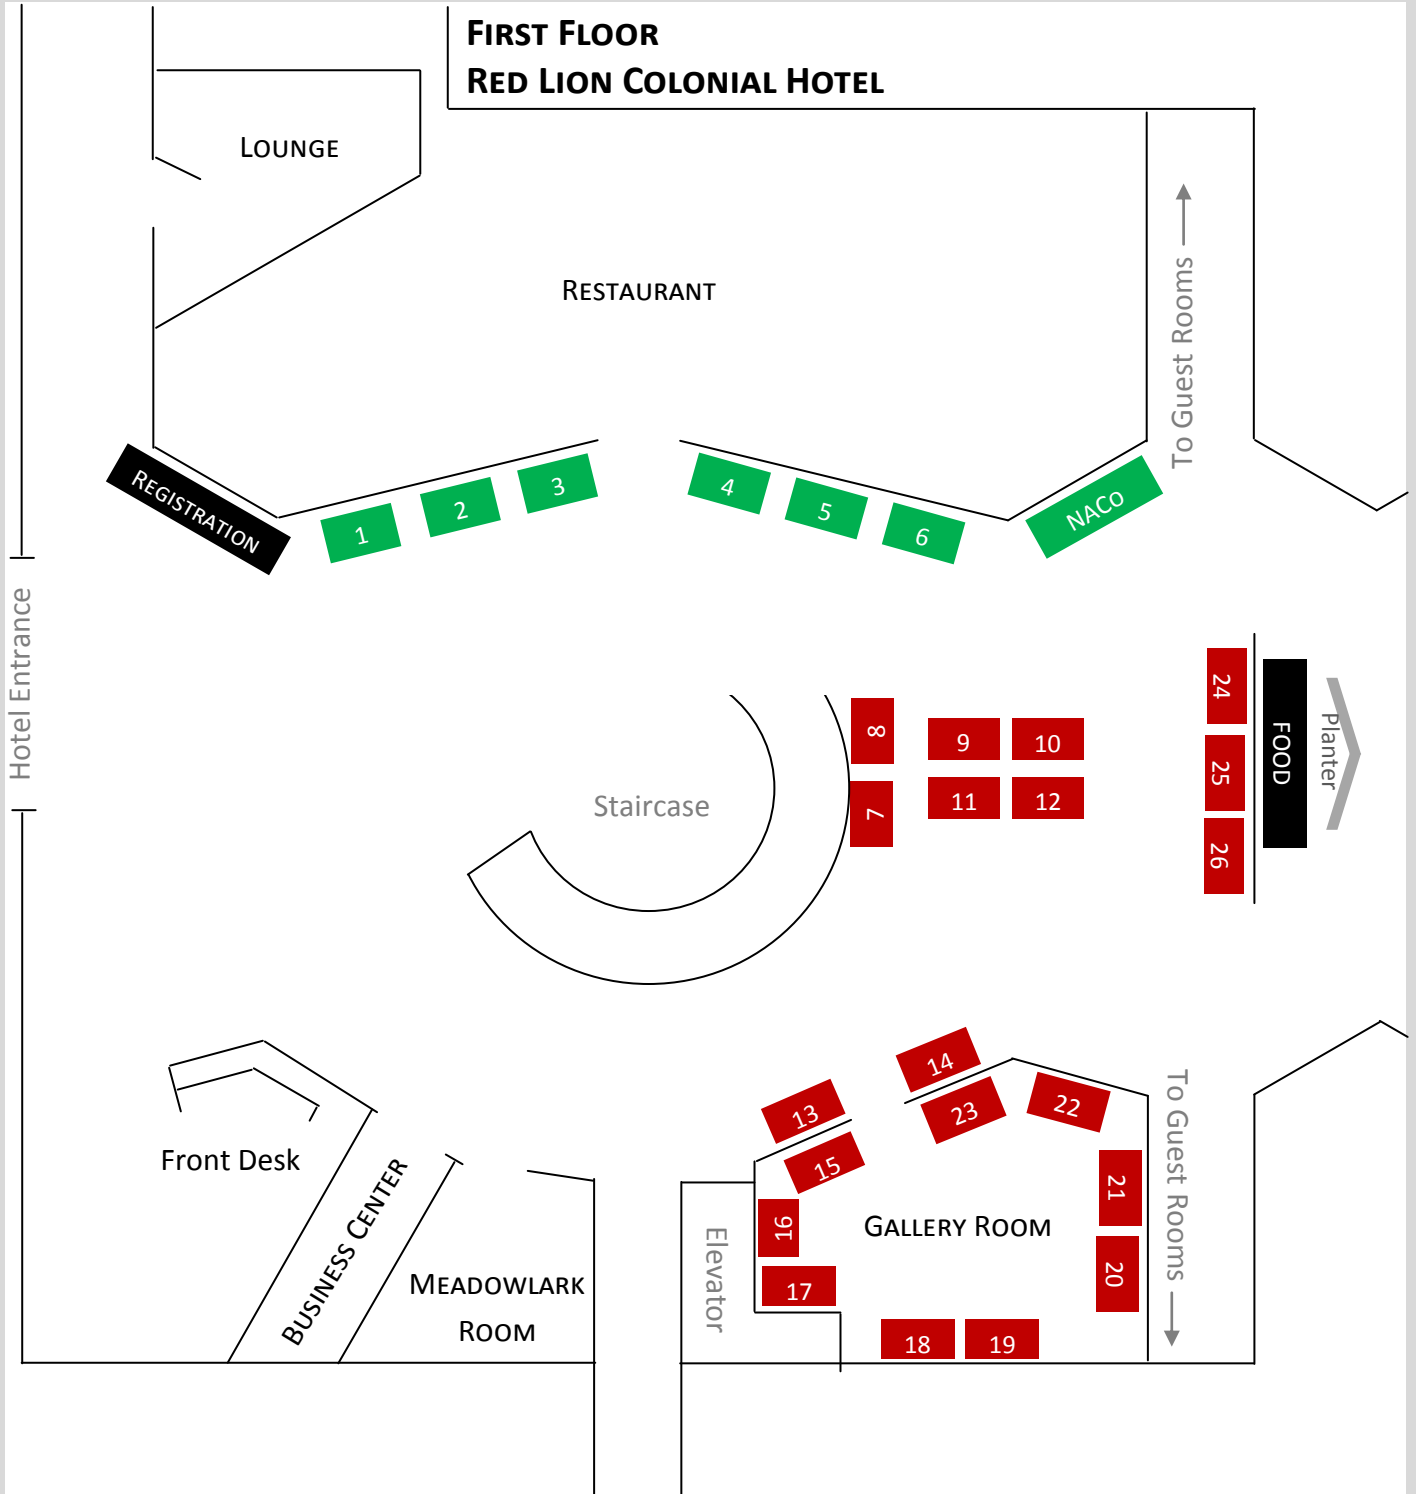 FIRST FLOOR
RED LION COLONIAL HOTEL
LOUNGE
RESTAURANT
To Guest Rooms
REGISTRATION
1
2
3
4
5
6
NACo
Hotel Entrance
Staircase
8
7
9
10
11
12
24
25
26
FOOD
Planter
Front Desk
BUSINESS CENTER
MEADOWLARK
ROOM
Elevator
13
14
15
23
22
16
17
GALLERY ROOM
21
20
18
19
To Guest Rooms